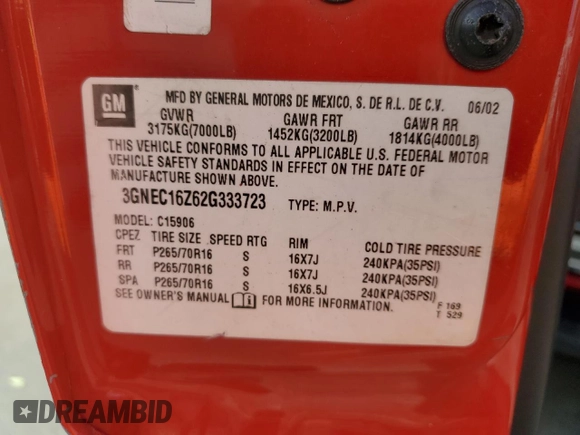 GM
MFD BY GENERAL MOTORS DE MEXICO, S. DE R.L. DE C.V. 06/02
GVWR GAWR FRT GAWR RR
3175KG(7000LB) 1452KG(3200LB) 1814KG(4000LB)
THIS VEHICLE CONFORMS TO ALL APPLICABLE U.S. FEDERAL MOTOR
VEHICLE SAFETY STANDARDS IN EFFECT ON THE DATE OF
MANUFACTURE SHOWN ABOVE.
3GNEC16Z62G333723 TYPE: M.P.V.
MODEL: C15906
CPEZ TIRE SIZE SPEED RTG RIM COLD TIRE PRESSURE
FRT P265/70R16 S 16X7J 240KPA(35PSI)
RR P265/70R16 S 16X7J 240KPA(35PSI)
SPA P265/70R16 S 16X6.5J 240KPA(35PSI)
SEE OWNER'S MANUAL FOR MORE INFORMATION. F 169
T 529
DREAMBID